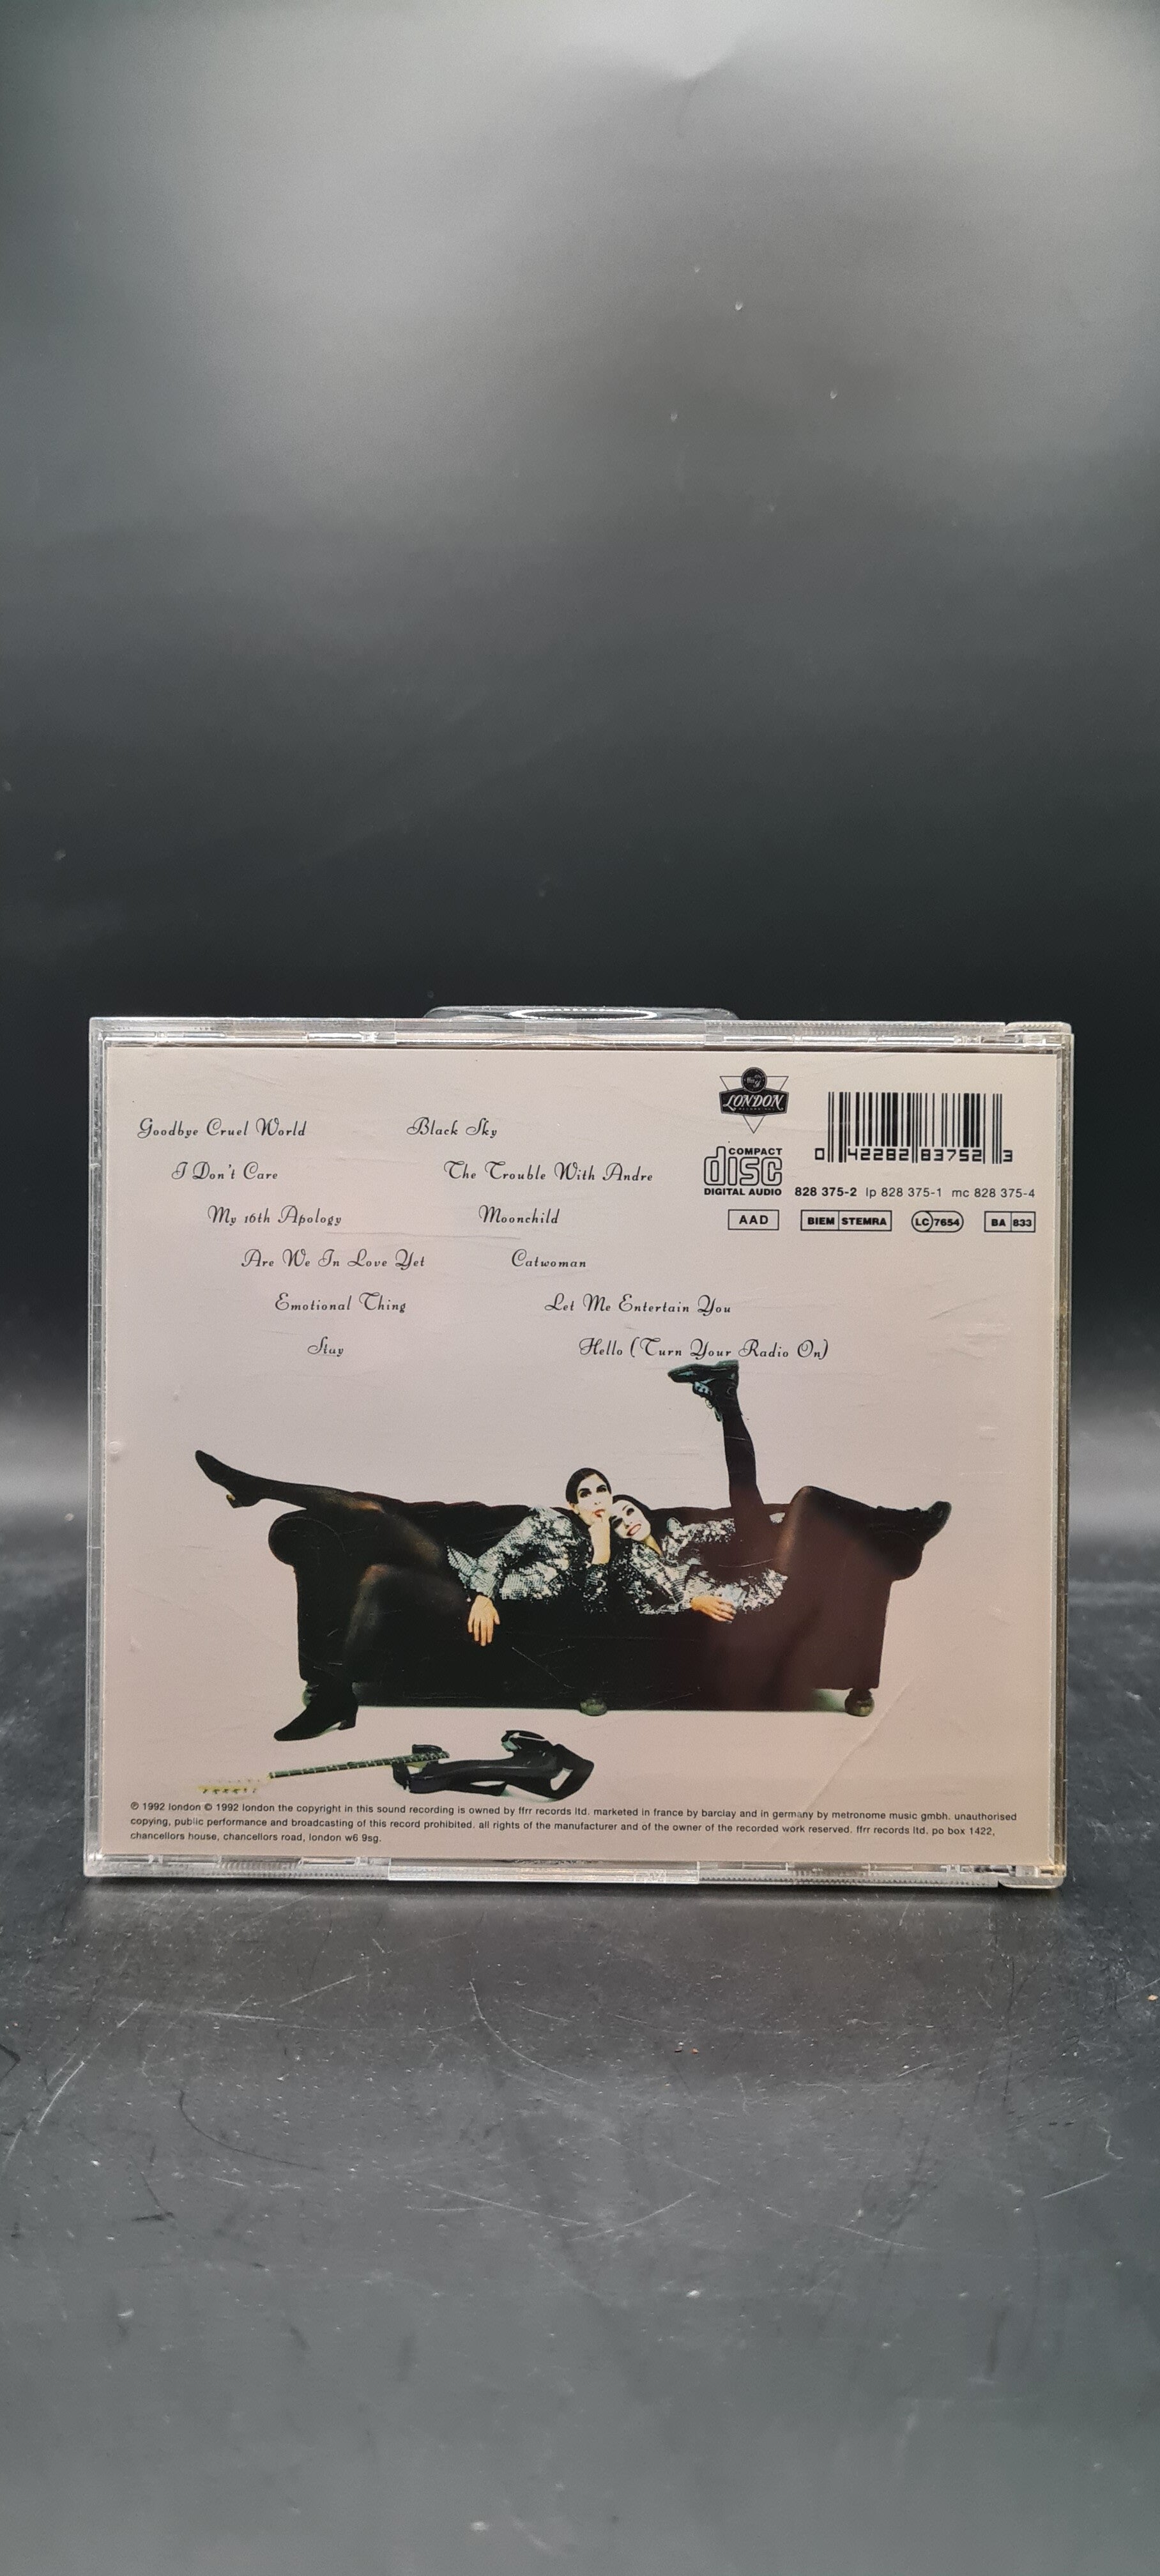 Goodbye Cruel World
I Don't Care
My 16th Apology
Are We In Love Yet
Emotional Thing
Stay
Black Sky
The Trouble With Andre
Moonchild
Catwoman
Let Me Entertain You
Hello (Turn Your Radio On)
LONDON
COMPACT
disc
DIGITAL AUDIO
0 42282 83752 3
828 375-2 lp 828 375-1 mc 828 375-4
AAD BIEM STEMRA LC 7654 BA 833
℗ 1992 london © 1992 london the copyright in this sound recording is owned by ffrr records ltd. marketed in france by barclay and in germany by metronome music gmbh. unauthorised
copying, public performance and broadcasting of this record prohibited. all rights of the manufacturer and of the owner of the recorded work reserved. ffrr records ltd. po box 1422,
chancellors house, chancellors road, london w6 9sg.